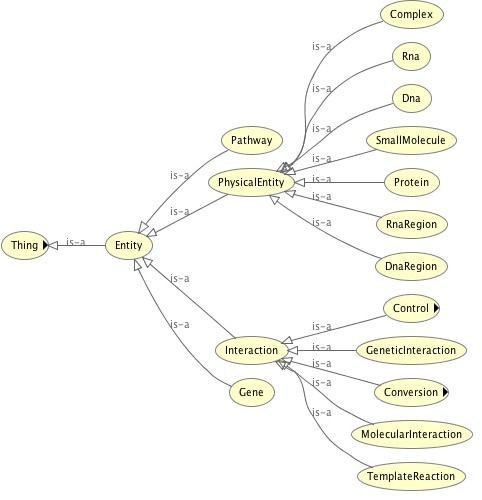 Complex
is-a
Rna
is-a
Dna
is-a
Pathway
SmallMolecule
is-a
is-a
PhysicalEntity
is-a
Protein
is-a
is-a
RnaRegion
is-a
Thing
is-a
Entity
DnaRegion
is-a
Control
is-a
is-a
Interaction
is-a
GeneticInteraction
is-a
Gene
is-a
Conversion
is-a
MolecularInteraction
TemplateReaction